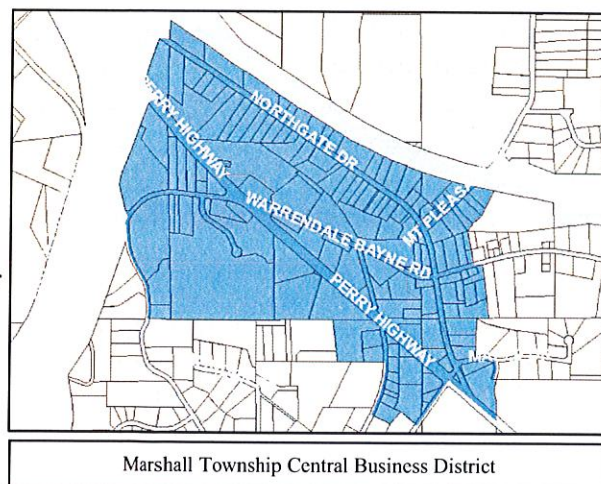 NORTHGATE DR
PERRY HIGHWAY
MT PLEAS
WARRENDALE BAYNE RD
PERRY HIGHWAY
Marshall Township Central Business District